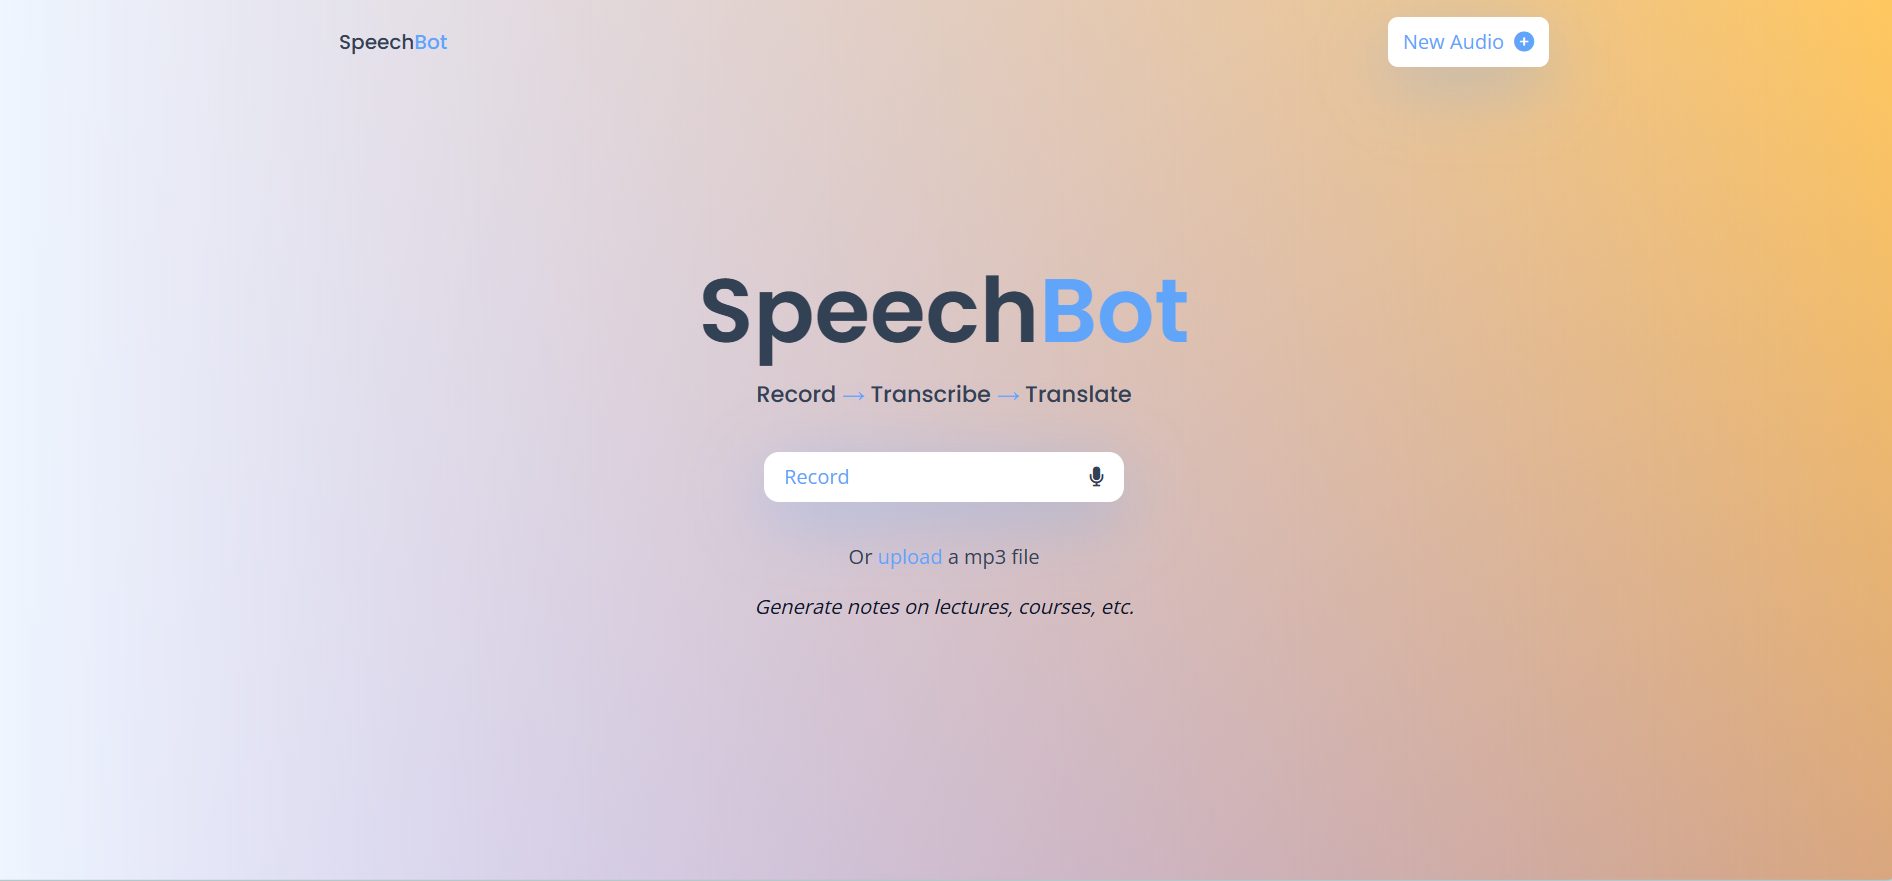 SpeechBot
New Audio
SpeechBot
Record → Transcribe → Translate
Record
Or upload a mp3 file
Generate notes on lectures, courses, etc.